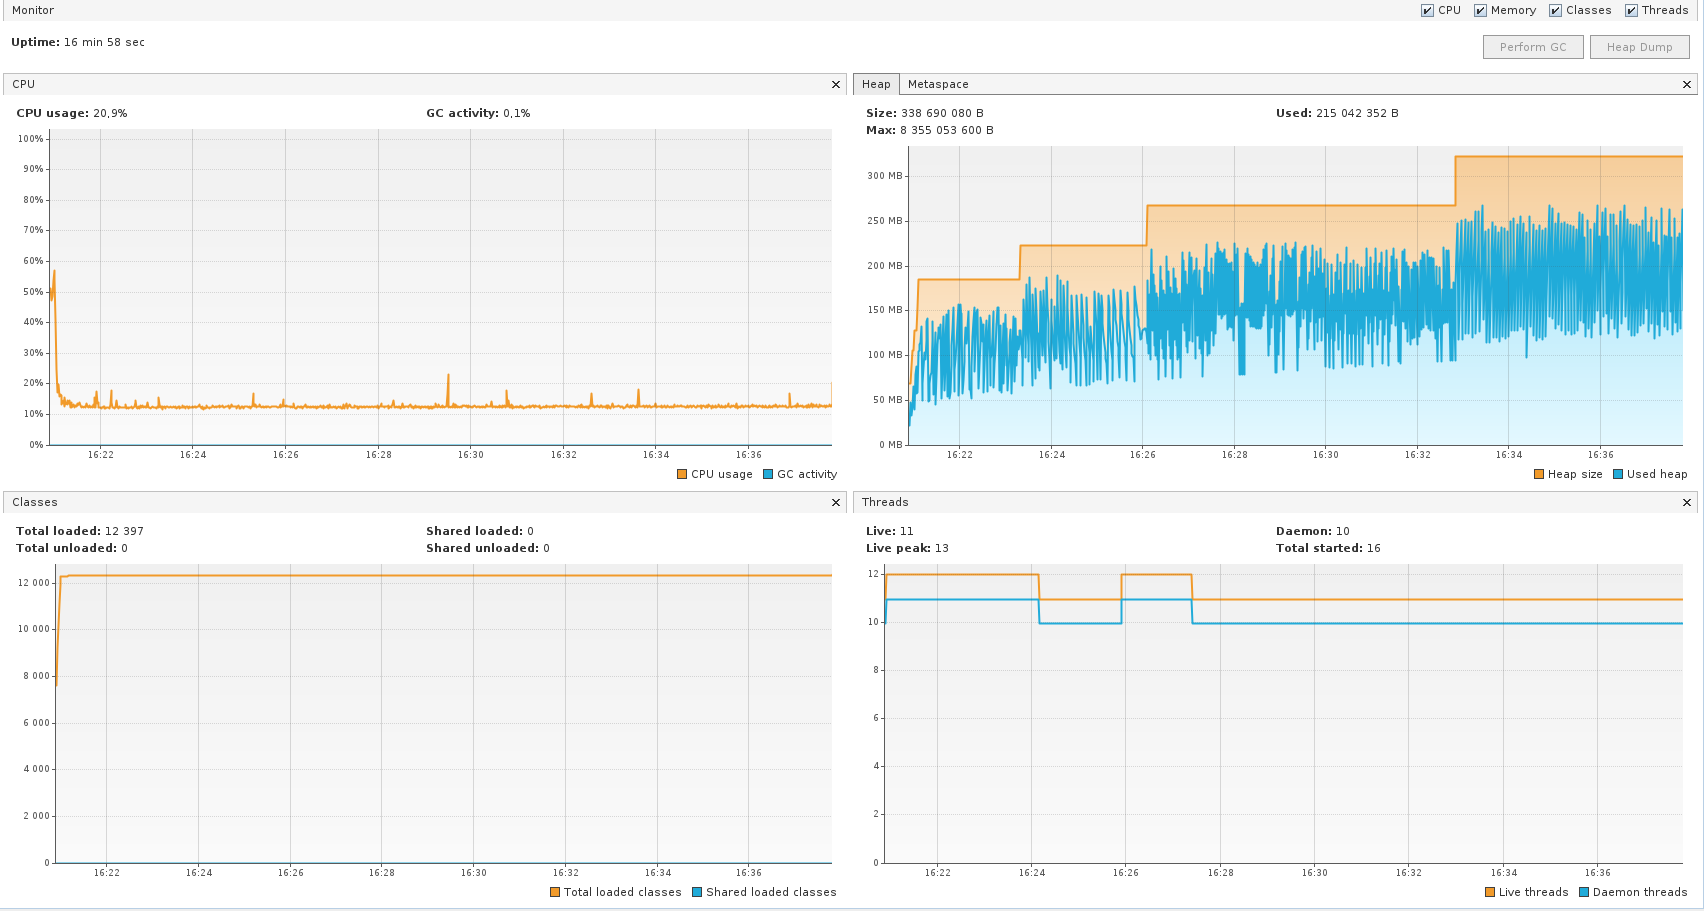 Monitor
CPU Memory Classes Threads
Uptime: 16 min 58 sec
Perform GC Heap Dump
CPU
CPU usage: 20,9% GC activity: 0,1%
100%
90%
80%
70%
60%
50%
40%
30%
20%
10%
0%
16:22 16:24 16:26 16:28 16:30 16:32 16:34 16:36
CPU usage GC activity
Heap Metaspace
Size: 338 690 080 B Used: 215 042 352 B
Max: 8 355 053 600 B
300 MB
250 MB
200 MB
150 MB
100 MB
50 MB
0 MB
16:22 16:24 16:26 16:28 16:30 16:32 16:34 16:36
Heap size Used heap
Classes
Total loaded: 12 397 Shared loaded: 0
Total unloaded: 0 Shared unloaded: 0
12 000
10 000
8 000
6 000
4 000
2 000
0
16:22 16:24 16:26 16:28 16:30 16:32 16:34 16:36
Total loaded classes Shared loaded classes
Threads
Live: 11 Daemon: 10
Live peak: 13 Total started: 16
12
10
8
6
4
2
0
16:22 16:24 16:26 16:28 16:30 16:32 16:34 16:36
Live threads Daemon threads